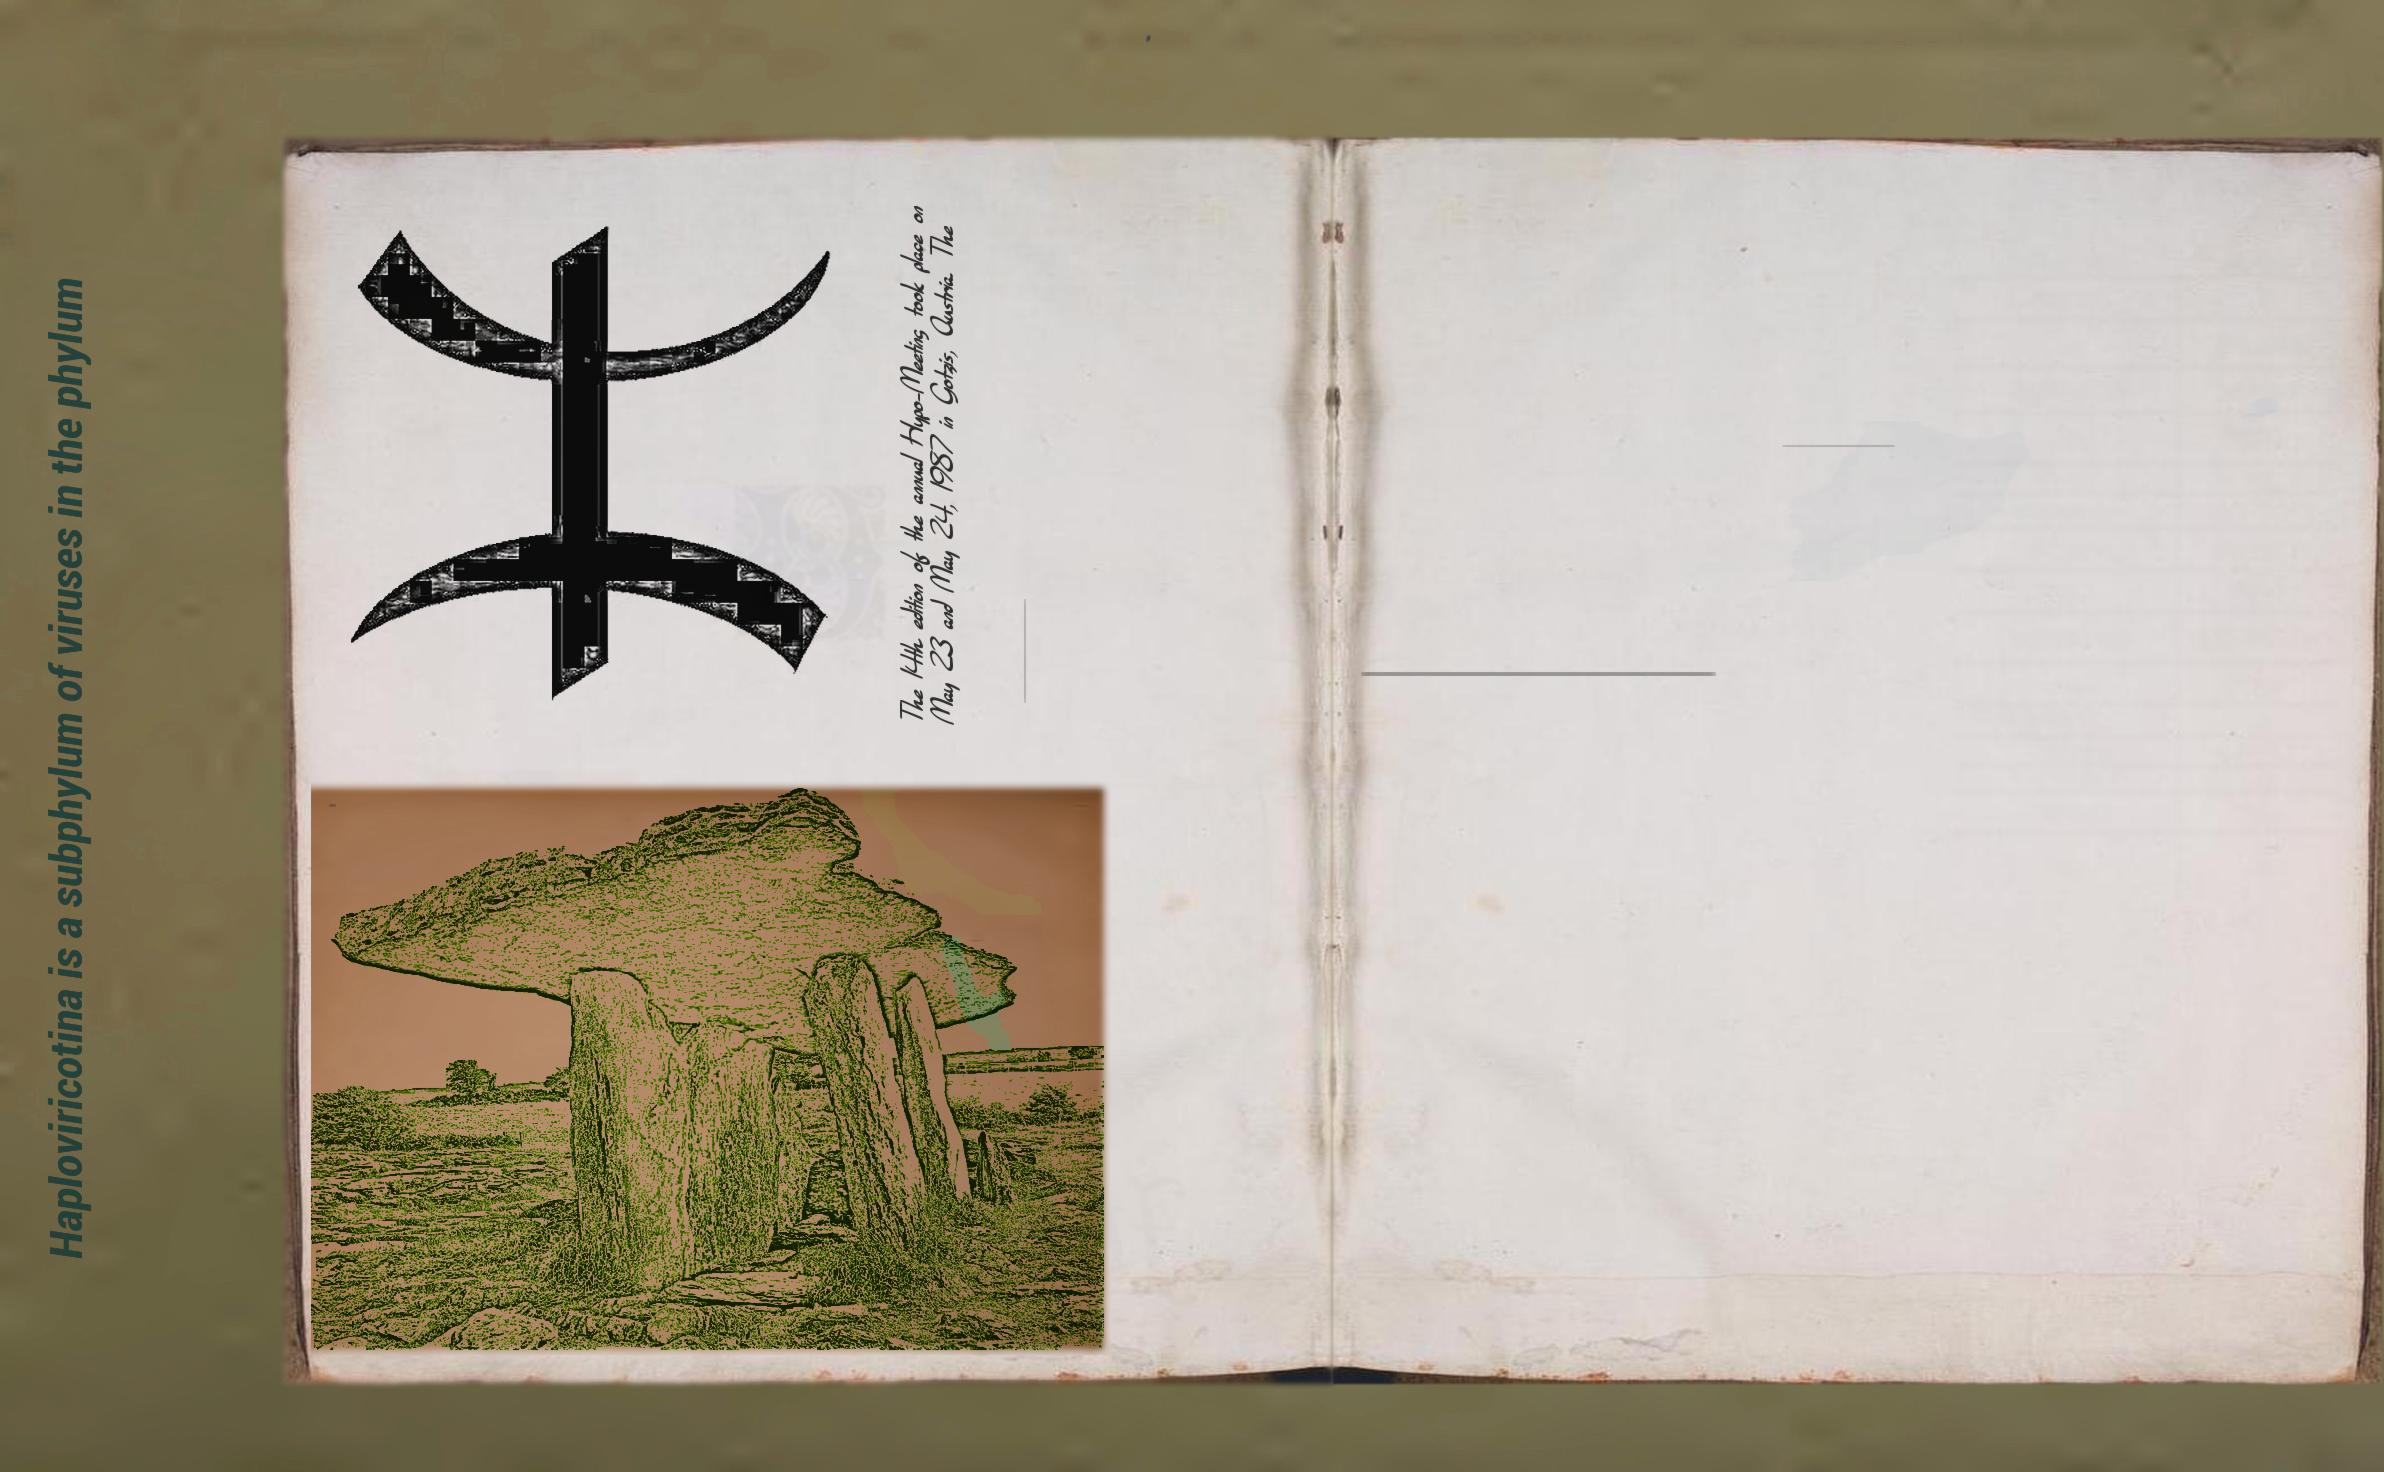 Haploviricotina is a subphylum of viruses in the phylum
The 14th edition of the annual Hypo-Meeting took place on
May 23 and May 24, 1987 in Gotzis, Austria. The